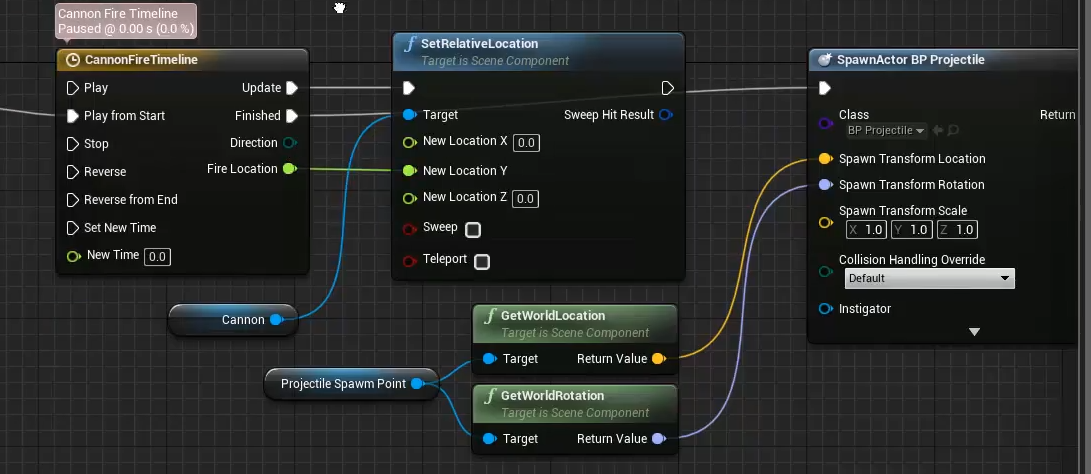 Cannon Fire Timeline
Paused @ 0.00 s (0.0 %)
CannonFireTimeline
Play
Update
Play from Start
Finished
Stop
Direction
Reverse
Fire Location
Reverse from End
Set New Time
New Time 0.0
SetRelativeLocation
Target is Scene Component
Target
Sweep Hit Result
New Location X 0.0
New Location Y
New Location Z 0.0
Sweep
Teleport
SpawnActor BP Projectile
Class
Return
BP Projectile
Spawn Transform Location
Spawn Transform Rotation
Spawn Transform Scale
X 1.0 Y 1.0 Z 1.0
Collision Handling Override
Default
Instigator
Cannon
Projectile Spawm Point
GetWorldLocation
Target is Scene Component
Target
Return Value
GetWorldRotation
Target is Scene Component
Target
Return Value